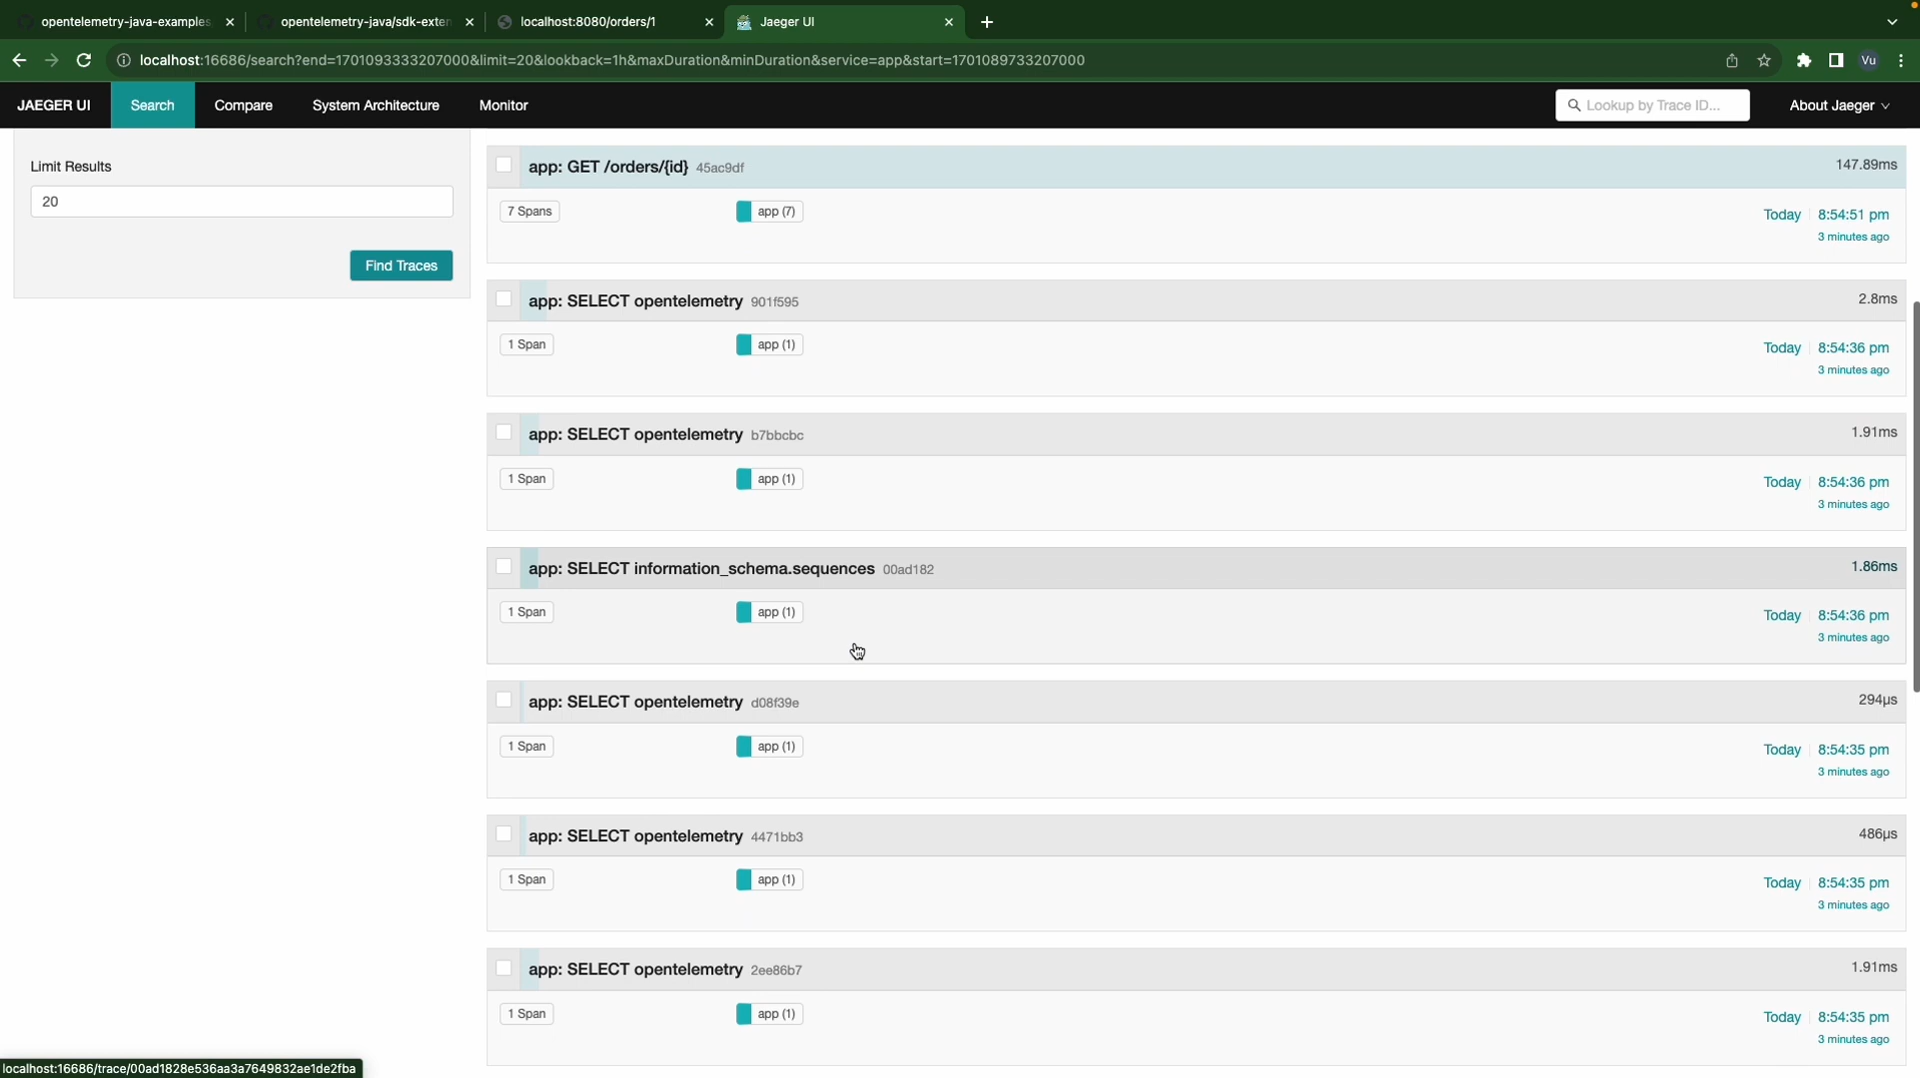 opentelemetry-java-examples
opentelemetry-java/sdk-exten
localhost:8080/orders/1
Jaeger UI
localhost:16686/search?end=1701093333207000&limit=20&lookback=1h&maxDuration&minDuration&service=app&start=1701089733207000
Vu
JAEGER UI
Search
Compare
System Architecture
Monitor
Lookup by Trace ID...
About Jaeger
Limit Results
20
Find Traces
app: GET /orders/{id} 45ac9df
147.89ms
7 Spans
app (7)
Today 8:54:51 pm
3 minutes ago
app: SELECT opentelemetry 901f595
2.8ms
1 Span
app (1)
Today 8:54:36 pm
3 minutes ago
app: SELECT opentelemetry b7bbcbc
1.91ms
1 Span
app (1)
Today 8:54:36 pm
3 minutes ago
app: SELECT information_schema.sequences 00ad182
1.86ms
1 Span
app (1)
Today 8:54:36 pm
3 minutes ago
app: SELECT opentelemetry d08f39e
294µs
1 Span
app (1)
Today 8:54:35 pm
3 minutes ago
app: SELECT opentelemetry 4471bb3
486µs
1 Span
app (1)
Today 8:54:35 pm
3 minutes ago
app: SELECT opentelemetry 2ee86b7
1.91ms
1 Span
app (1)
Today 8:54:35 pm
3 minutes ago
localhost:16686/trace/00ad1828e536aa3a7649832ae1de2fba